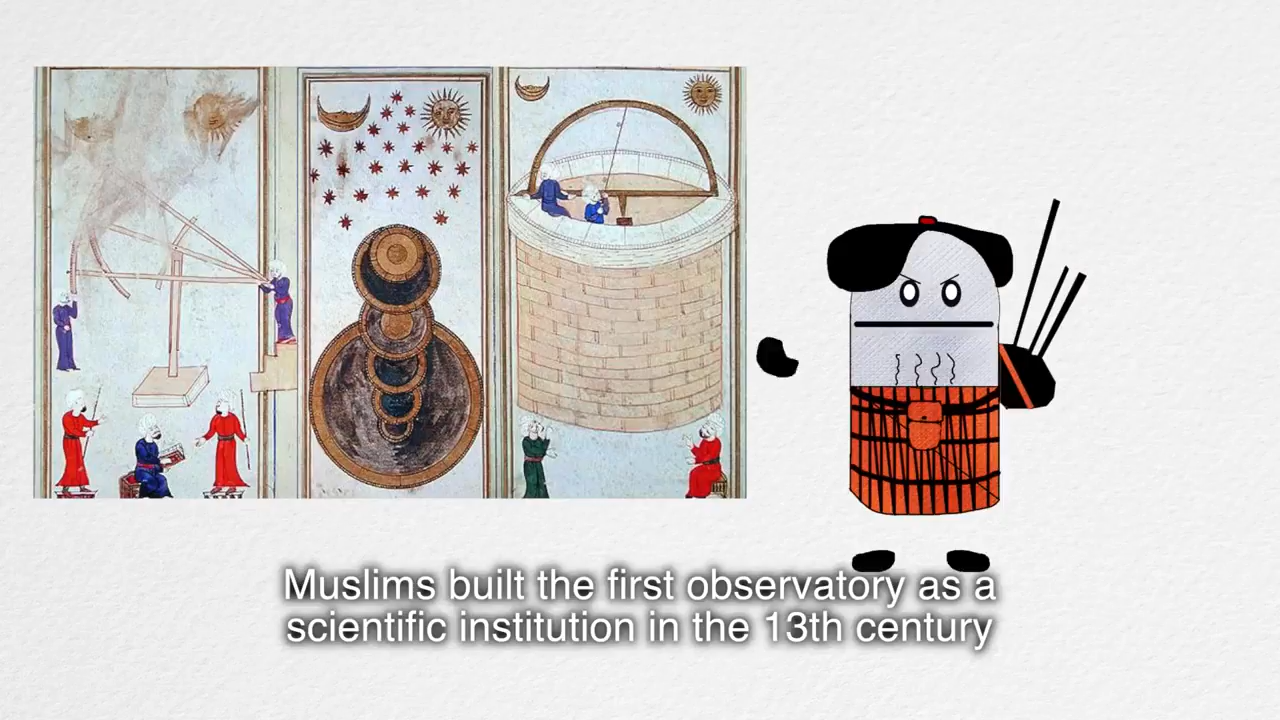 Muslims built the first observatory as a
scientific institution in the 13th century